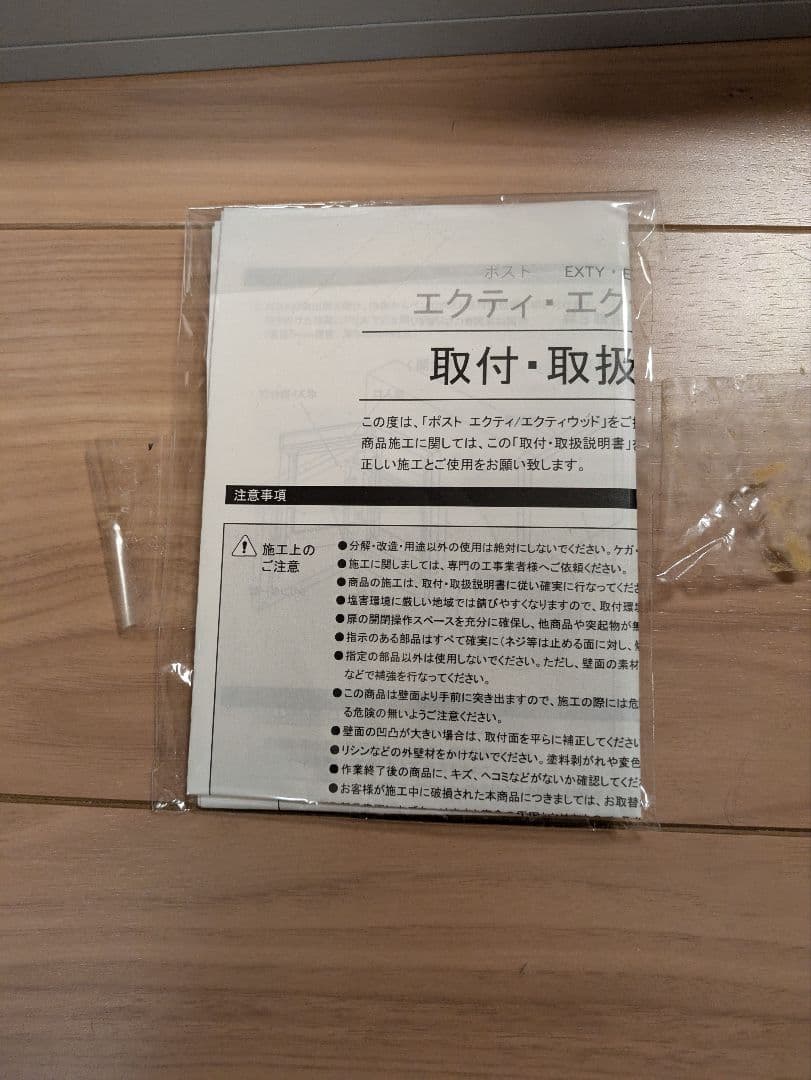 ポスト EXTY・E
エクティ・エク
取付・取扱
この度は、「ポスト エクティ/エクティウッド」をご
商品施工に関しては、この「取付・取扱説明書」
正しい施工とご使用をお願い致します。
注意事項
施工上の
ご注意
●分解・改造・用途以外の使用は絶対にしないでください。ケガ・
●施工に関しましては、専門の工事業者様へご依頼ください。
●商品の施工は、取付・取扱説明書に従い確実に行なってくださ
●塩害環境に厳しい地域では錆びやすくなりますので、取付環
●扉の開閉操作スペースを充分に確保し、他商品や突起物が
●指示のある部品はすべて確実に(ネジ等は止める面に対し、
●指定の部品以外は使用しないでください。ただし、壁面の素材
などで補強を行なってください。
●この商品は壁面より手前に突き出ますので、施工の際には危
る危険の無いようご注意ください。
●壁面の凹凸が大きい場合は、取付面を平らに補正してください
●リシンなどの外壁材をかけないでください。塗料剥がれや変色
●作業終了後の商品に、キズ、ヘコミなどがないか確認してくだ
●お客様が施工中に破損された本商品につきましては、お取替